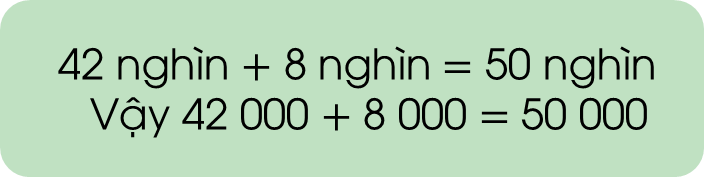 42 nghìn + 8 nghìn = 50 nghìn
Vậy 42 000 + 8 000 = 50 000